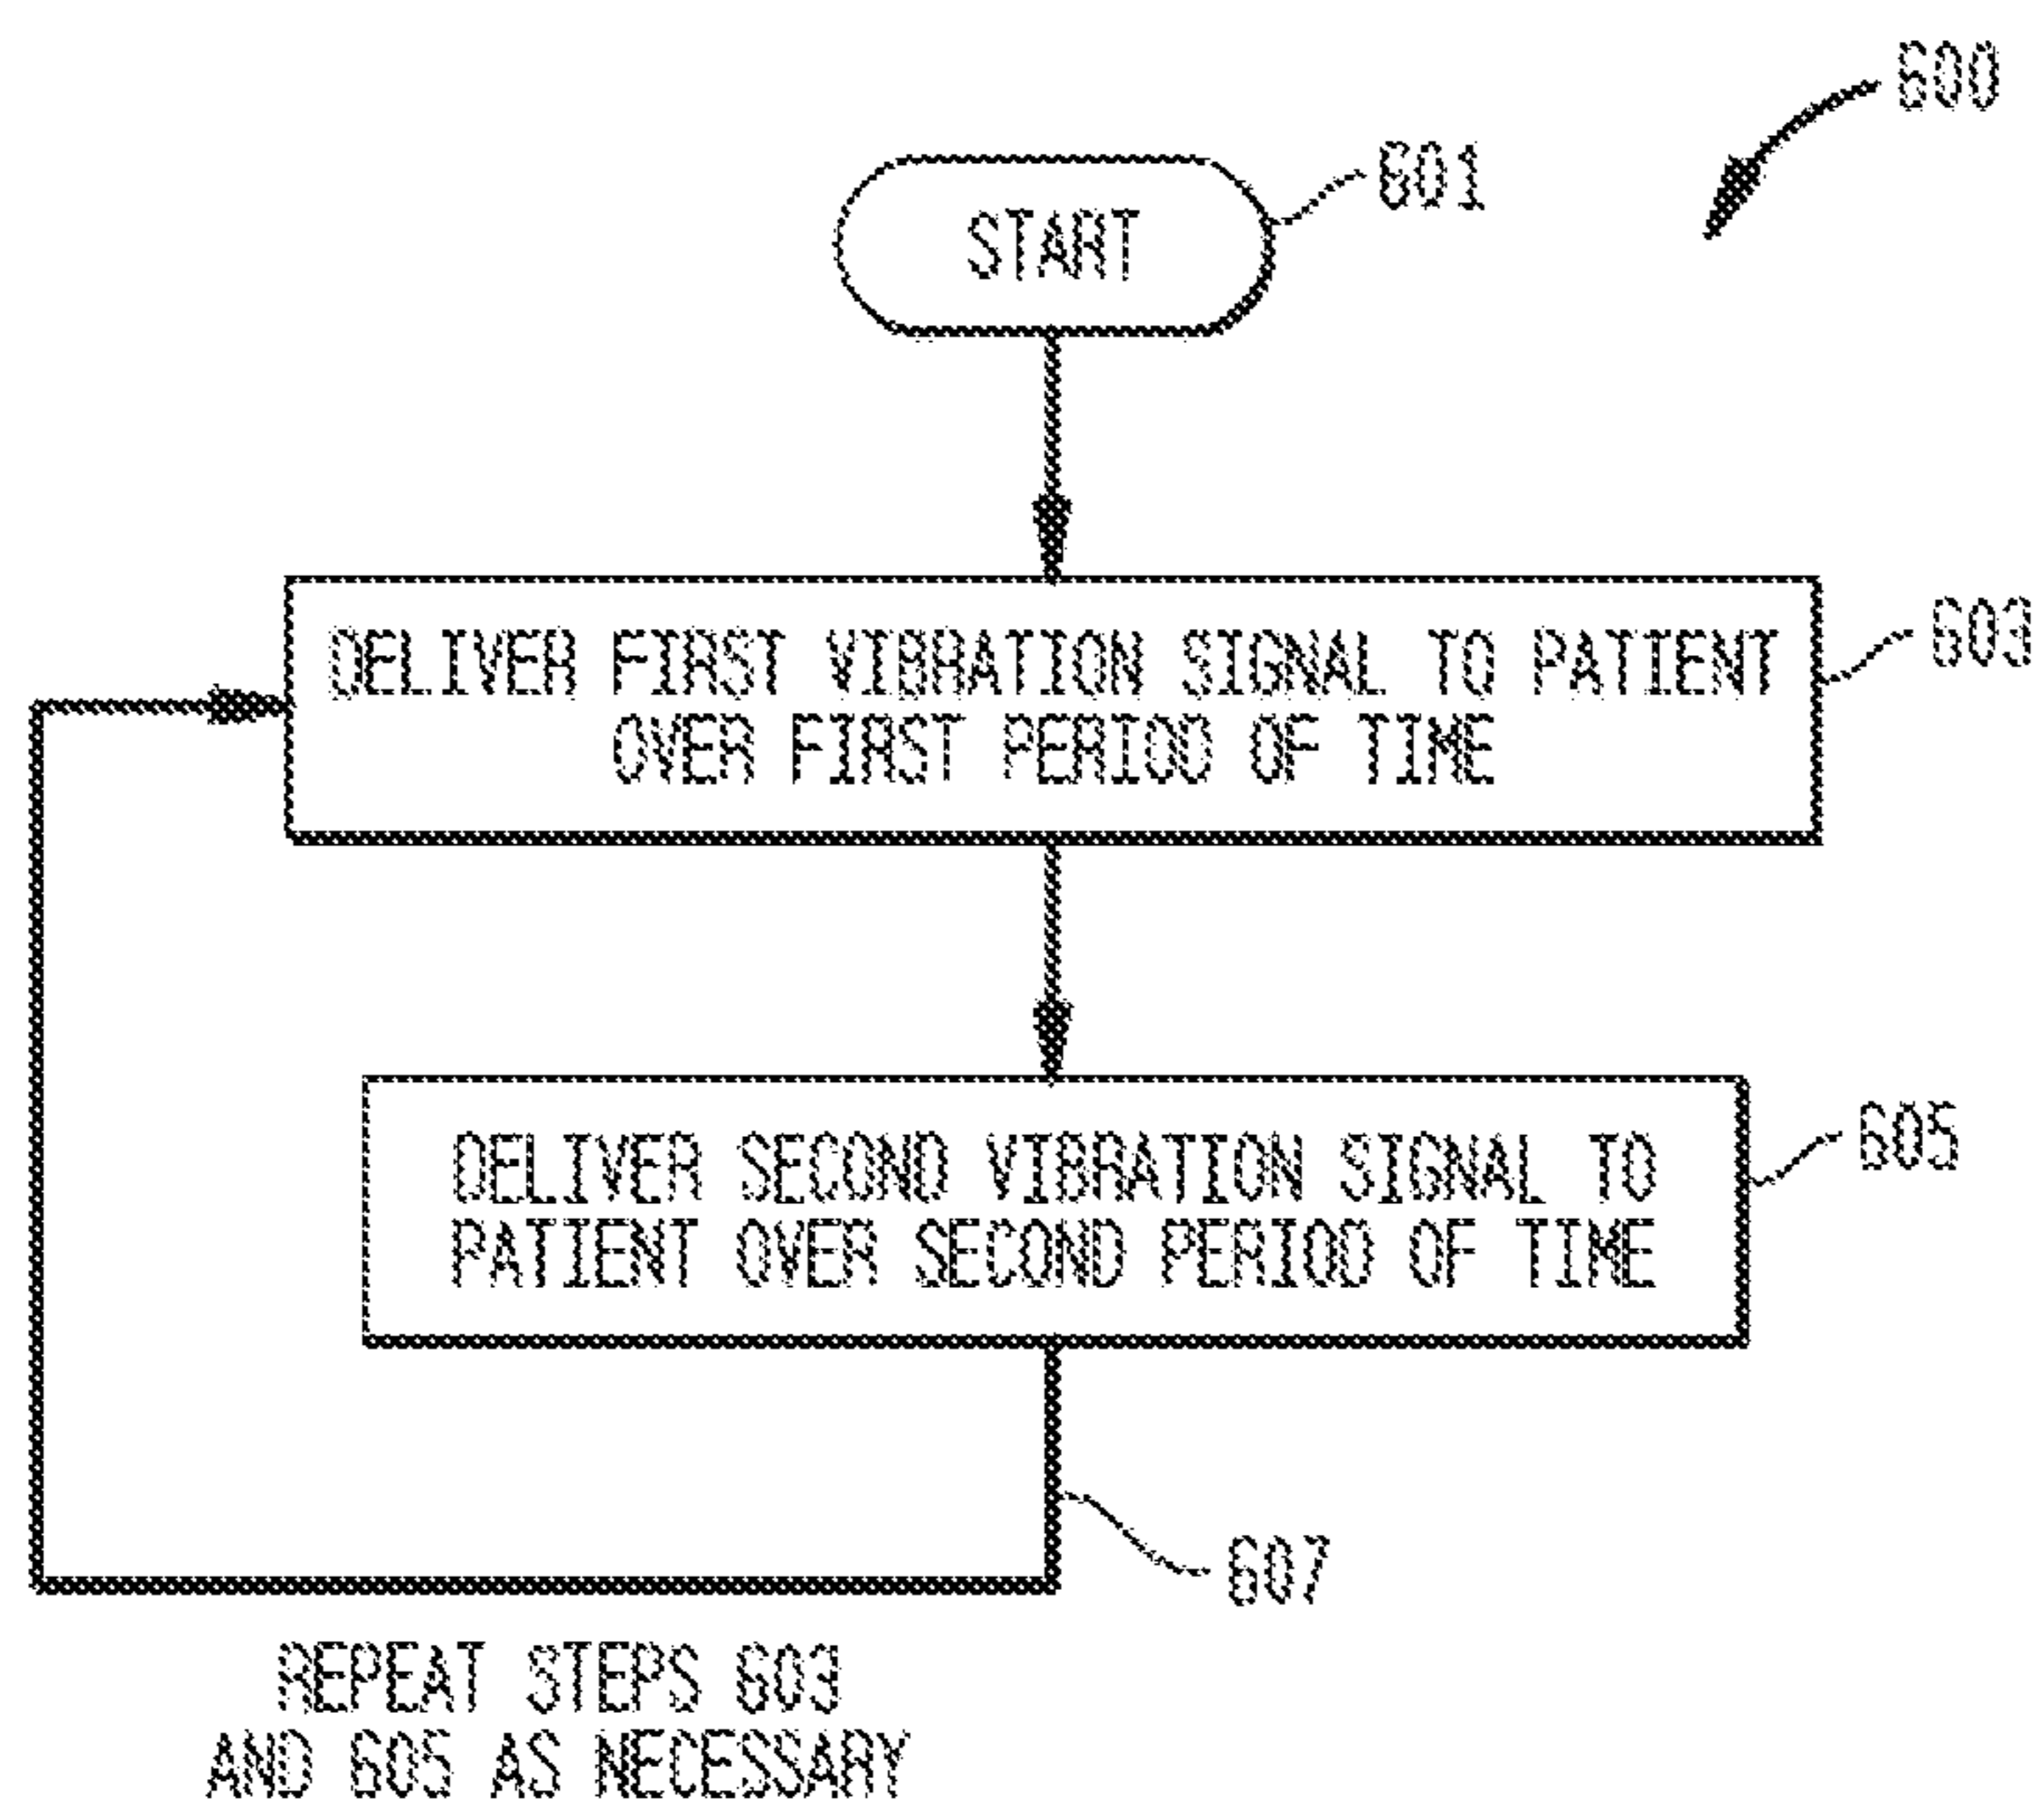 600
START
601
DELIVER FIRST VIBRATION SIGNAL TO PATIENT
OVER FIRST PERIOD OF TIME
603
DELIVER SECOND VIBRATION SIGNAL TO
PATIENT OVER SECOND PERIOD OF TIME
605
607
REPEAT STEPS 603
AND 605 AS NECESSARY